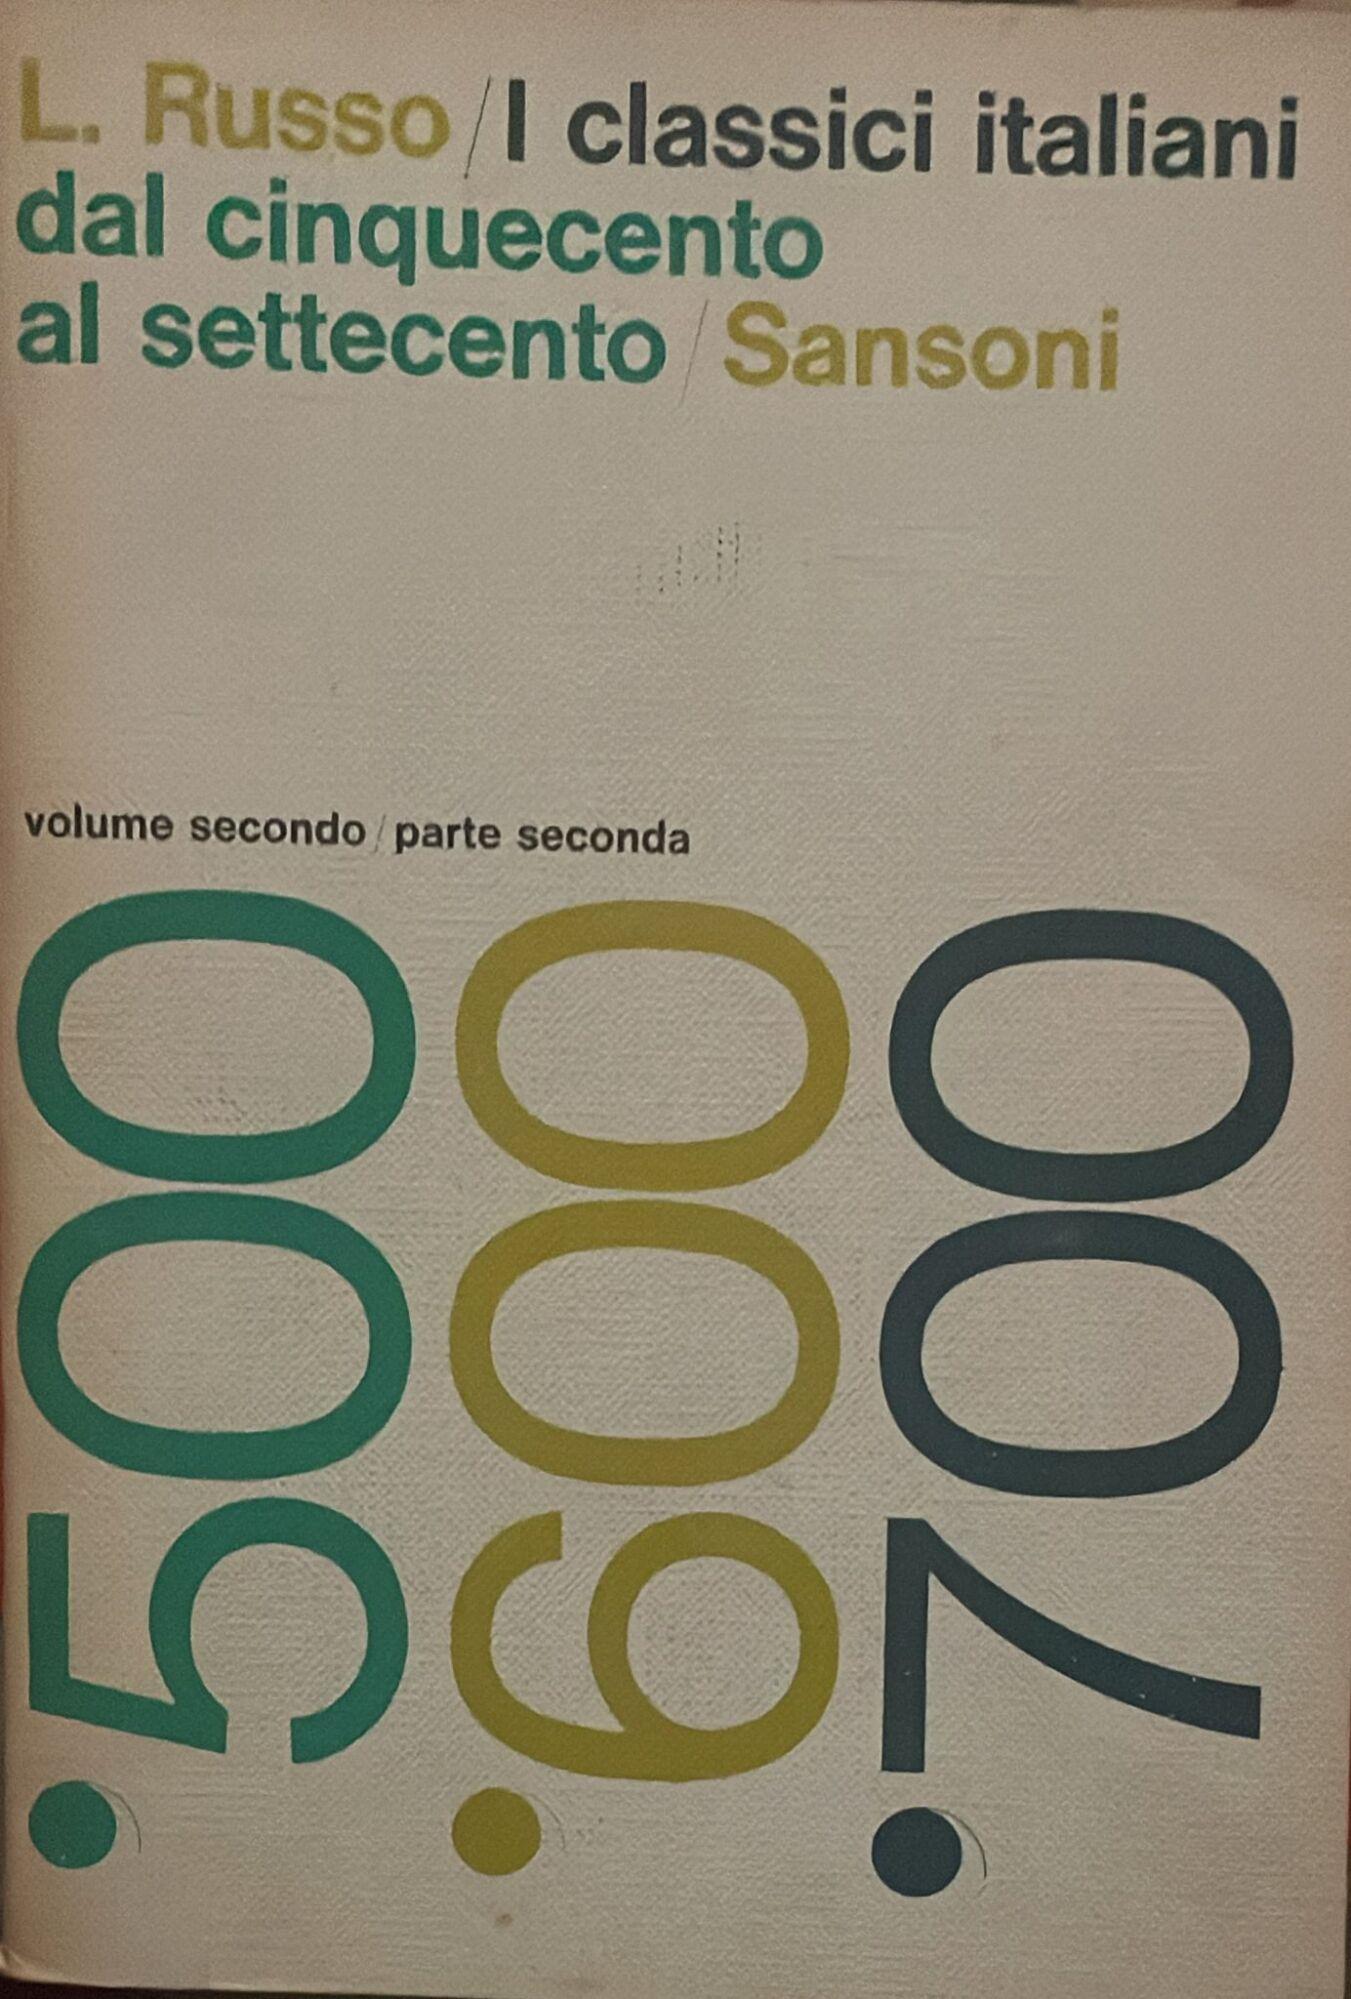 L. Russo/I classici italiani
dal cinquecento
al settecento/Sansoni
volume secondo/parte seconda
'500
'600
'700